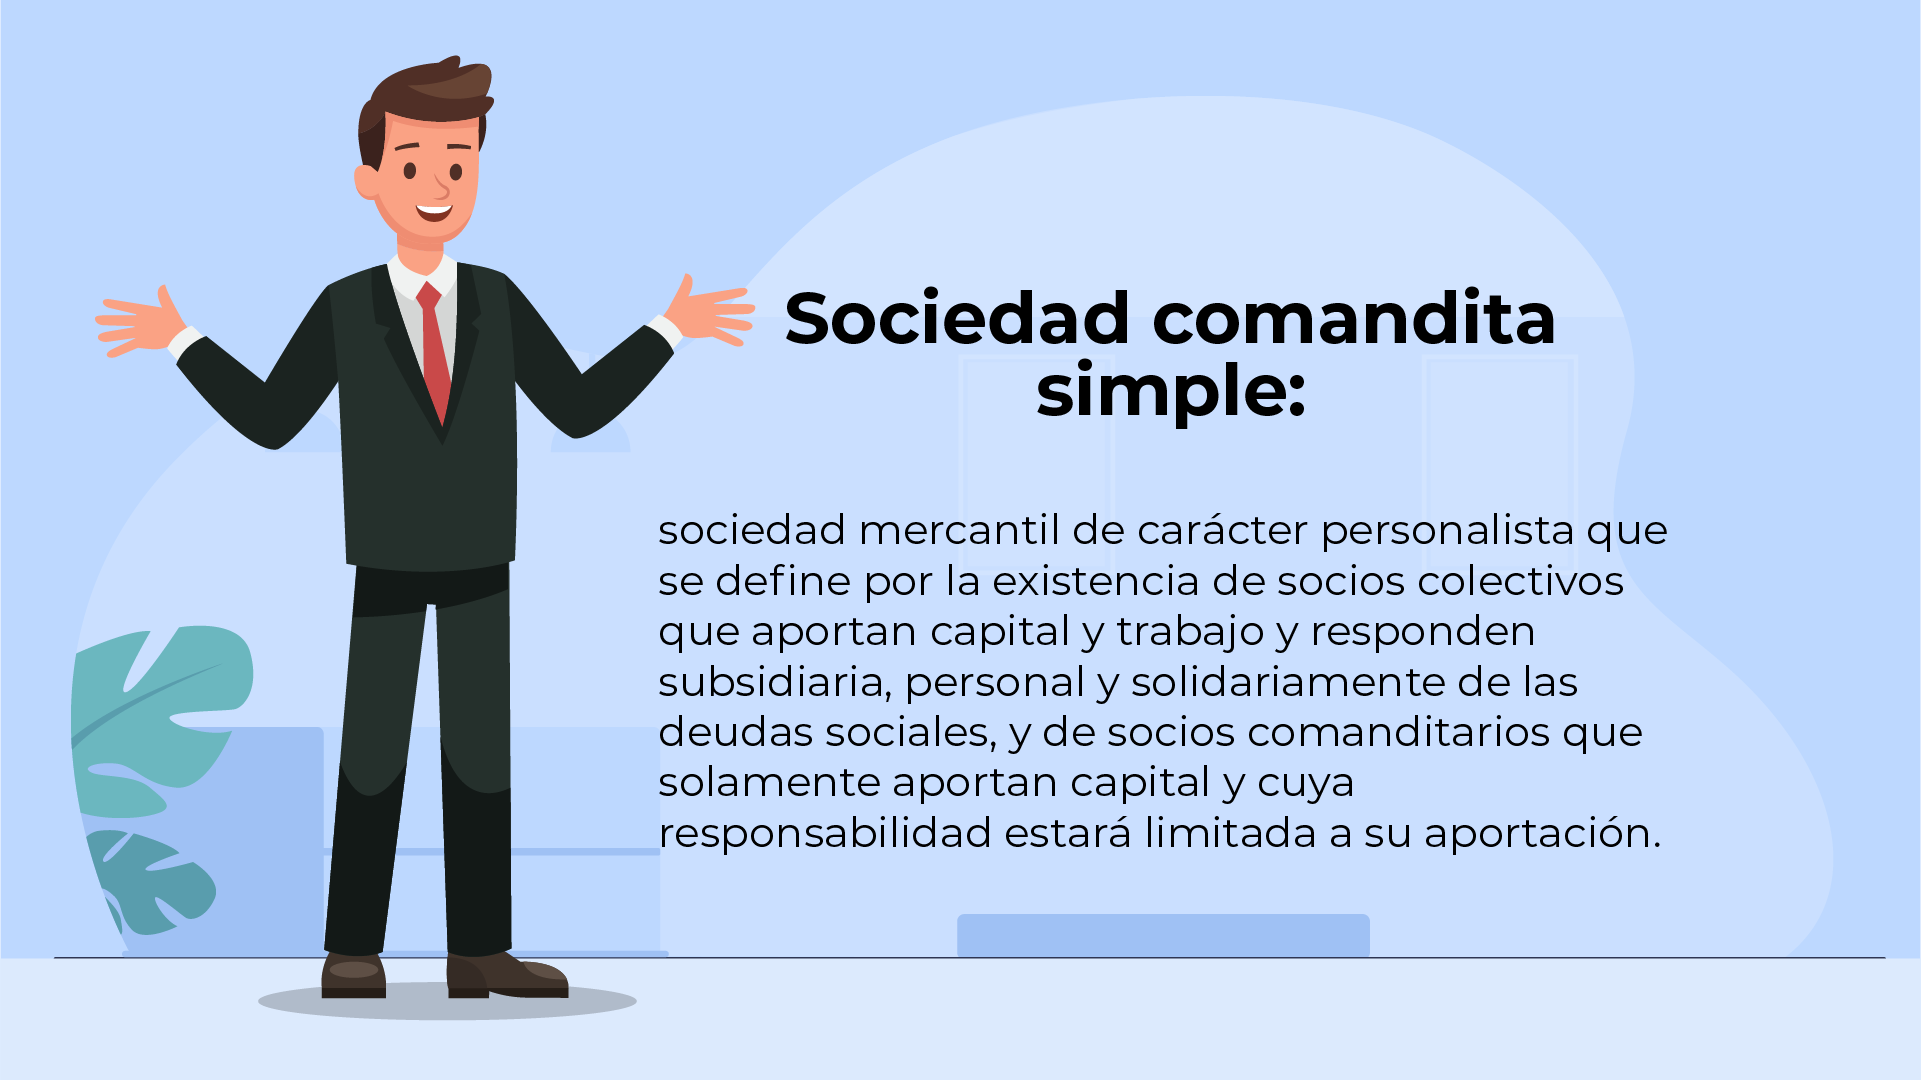 Sociedad comandita
simple:
sociedad mercantil de carácter personalista que
se define por la existencia de socios colectivos
que aportan capital y trabajo y responden
subsidiaria, personal y solidariamente de las
deudas sociales, y de socios comanditarios que
solamente aportan capital y cuya
responsabilidad estará limitada a su aportación.